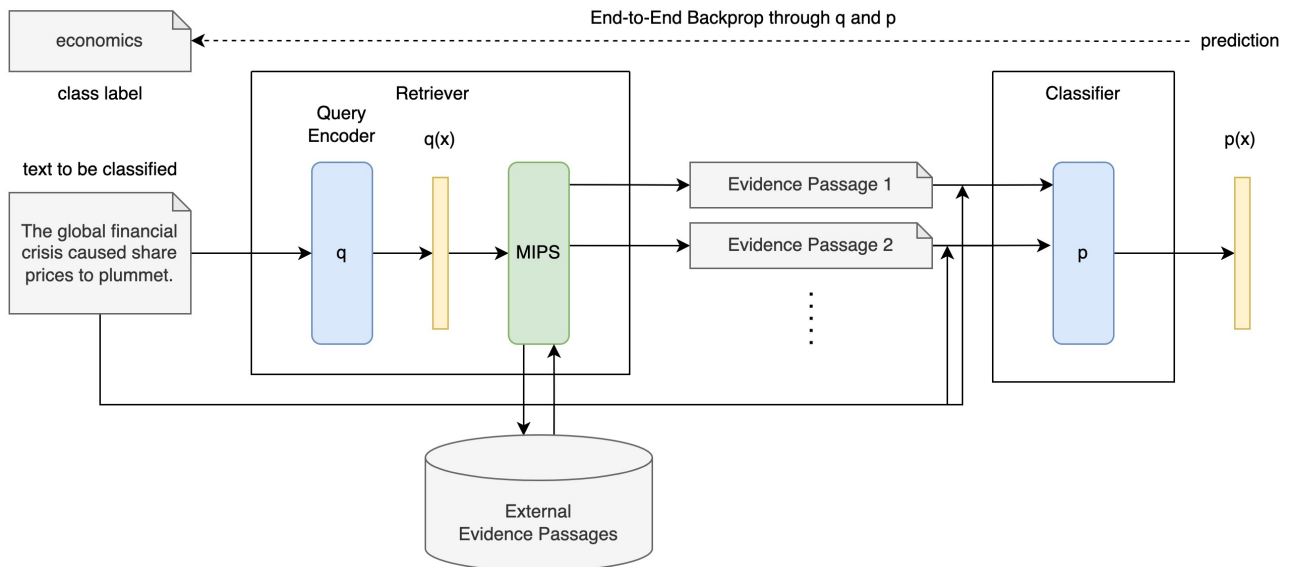 End-to-End Backprop through q and p
economics
prediction
class label
Retriever
Classifier
Query
Encoder
q(x)
p(x)
text to be classified
Evidence Passage 1
The global financial
crisis caused share
prices to plummet.
Evidence Passage 2
q
MIPS
p
External
Evidence Passages